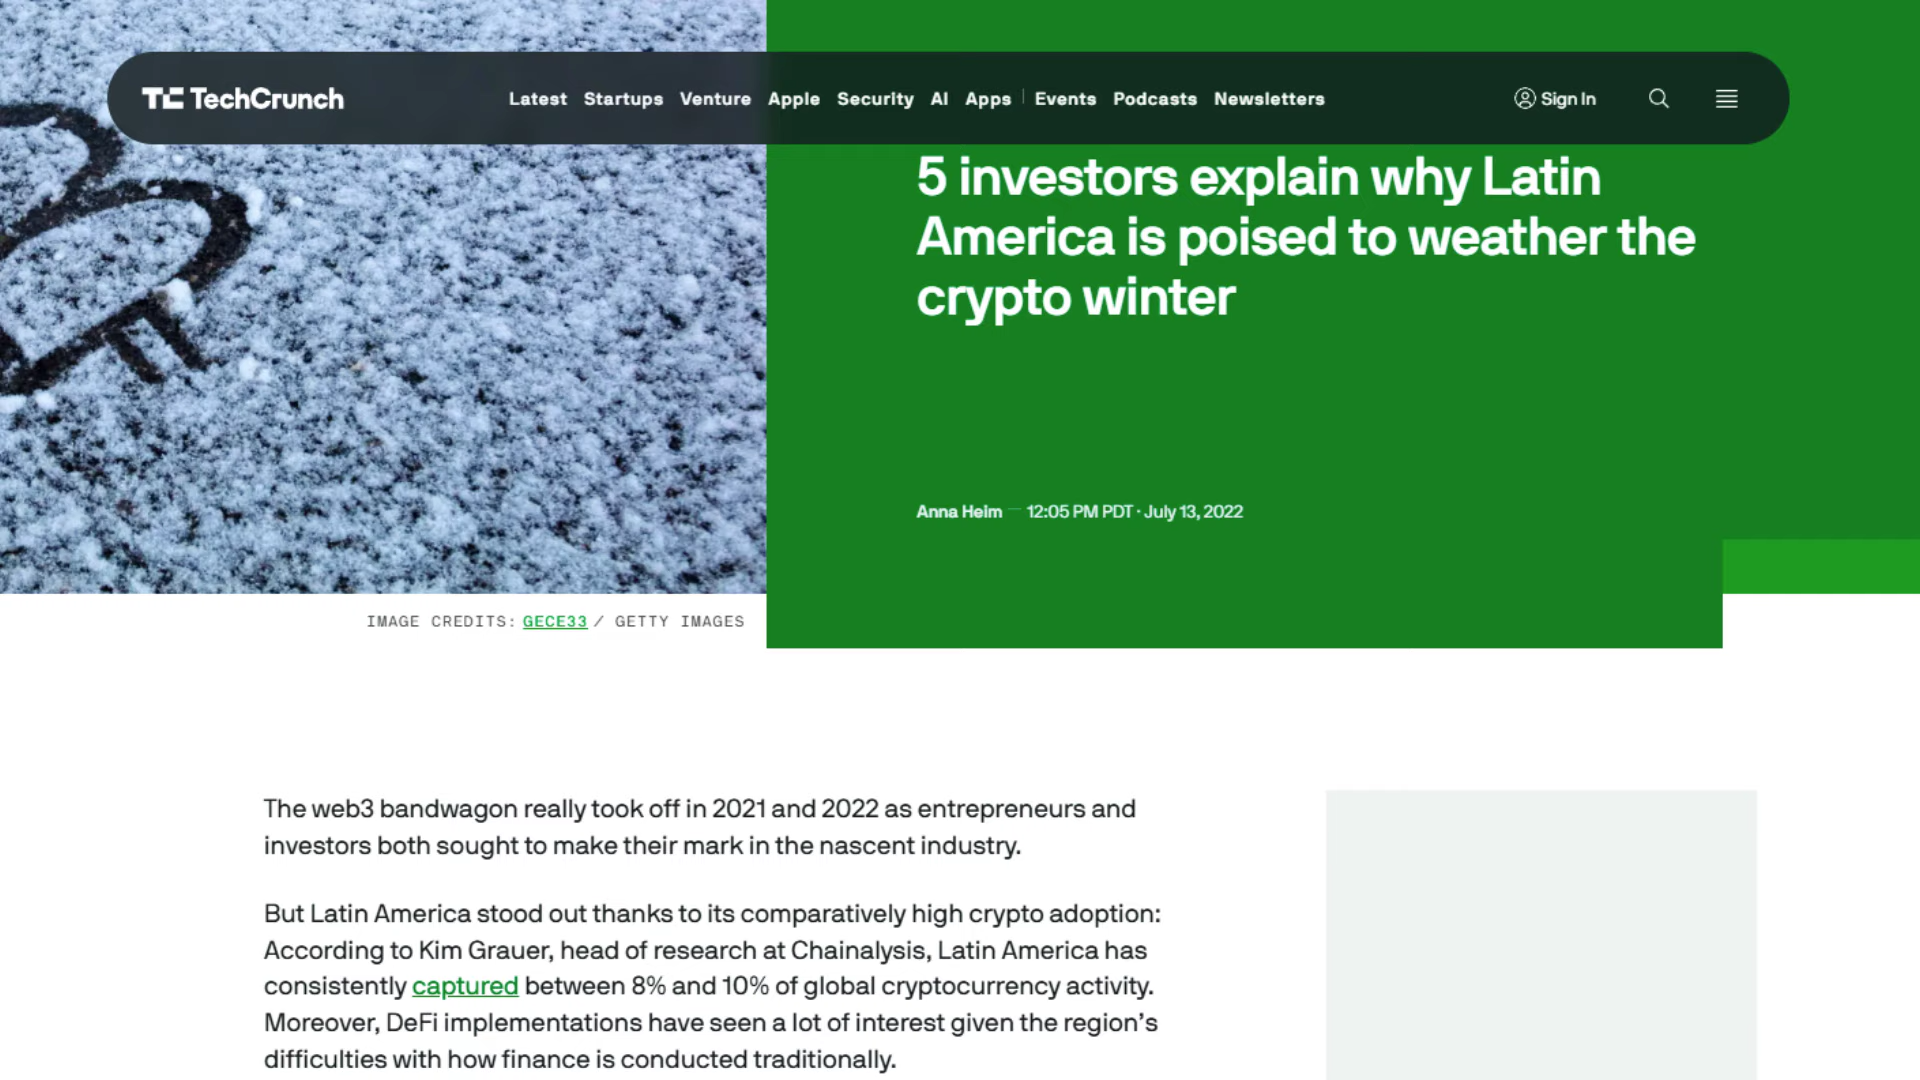 TechCrunch
Latest Startups Venture Apple Security AI Apps Events Podcasts Newsletters
Sign In
5 investors explain why Latin
America is poised to weather the
crypto winter
Anna Heim — 12:05 PM PDT · July 13, 2022
IMAGE CREDITS: GECE33 / GETTY IMAGES
The web3 bandwagon really took off in 2021 and 2022 as entrepreneurs and
investors both sought to make their mark in the nascent industry.
But Latin America stood out thanks to its comparatively high crypto adoption:
According to Kim Grauer, head of research at Chainalysis, Latin America has
consistently captured between 8% and 10% of global cryptocurrency activity.
Moreover, DeFi implementations have seen a lot of interest given the region’s
difficulties with how finance is conducted traditionally.